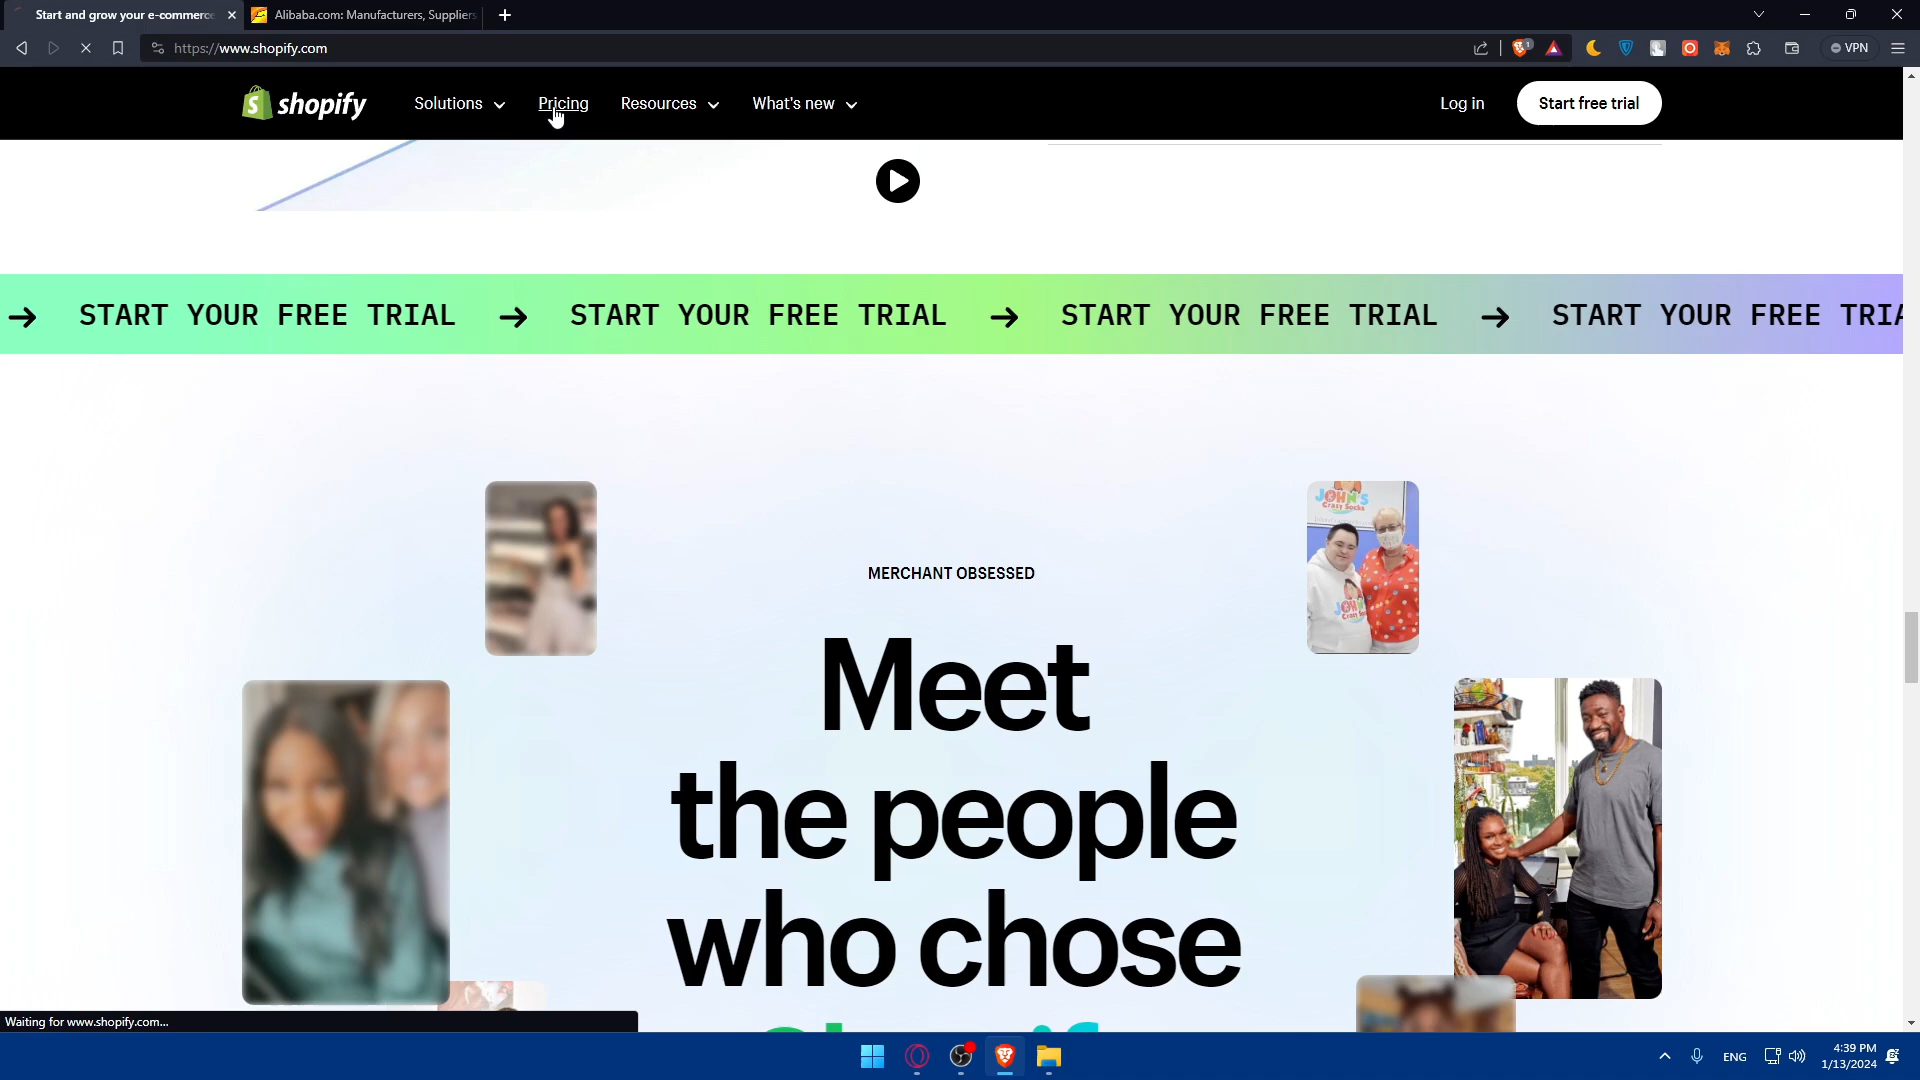 Start and grow your e-commerce
Alibaba.com: Manufacturers, Suppliers
https://www.shopify.com
VPN
shopify
Solutions
Pricing
Resources
What's new
Log in
Start free trial
START YOUR FREE TRIAL
START YOUR FREE TRIAL
START YOUR FREE TRIAL
START YOUR FREE TRIA
JOHN'S
Crazy Socks
MERCHANT OBSESSED
Meet
the people
who chose
Waiting for www.shopify.com...
ENG
4:39 PM
1/13/2024